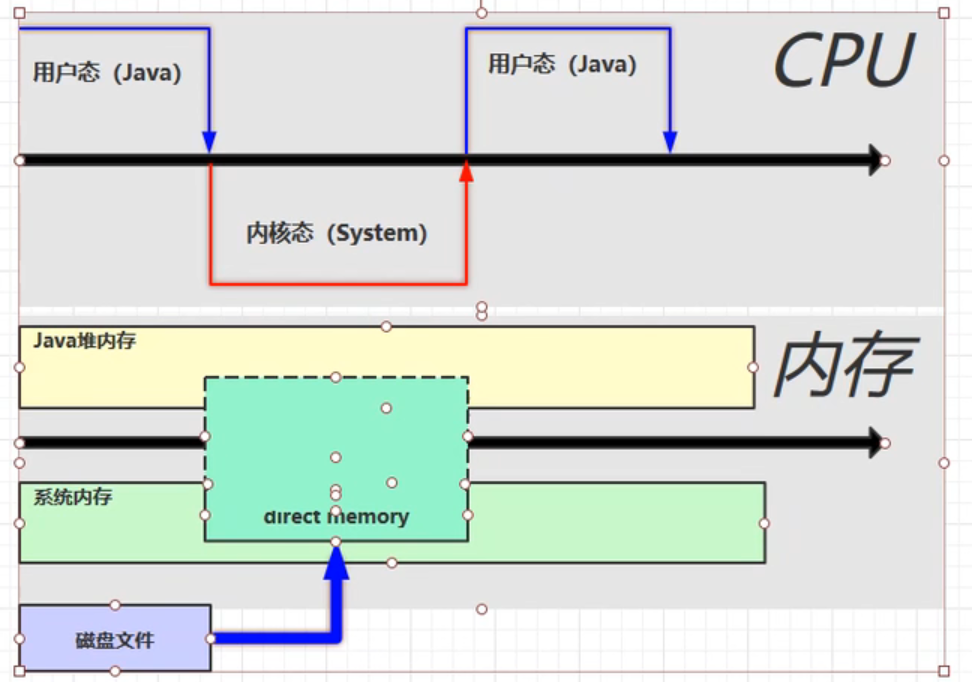 CPU
用户态（Java）
用户态（Java）
内核态（System）
内存
Java堆内存
系统内存
direct memory
磁盘文件